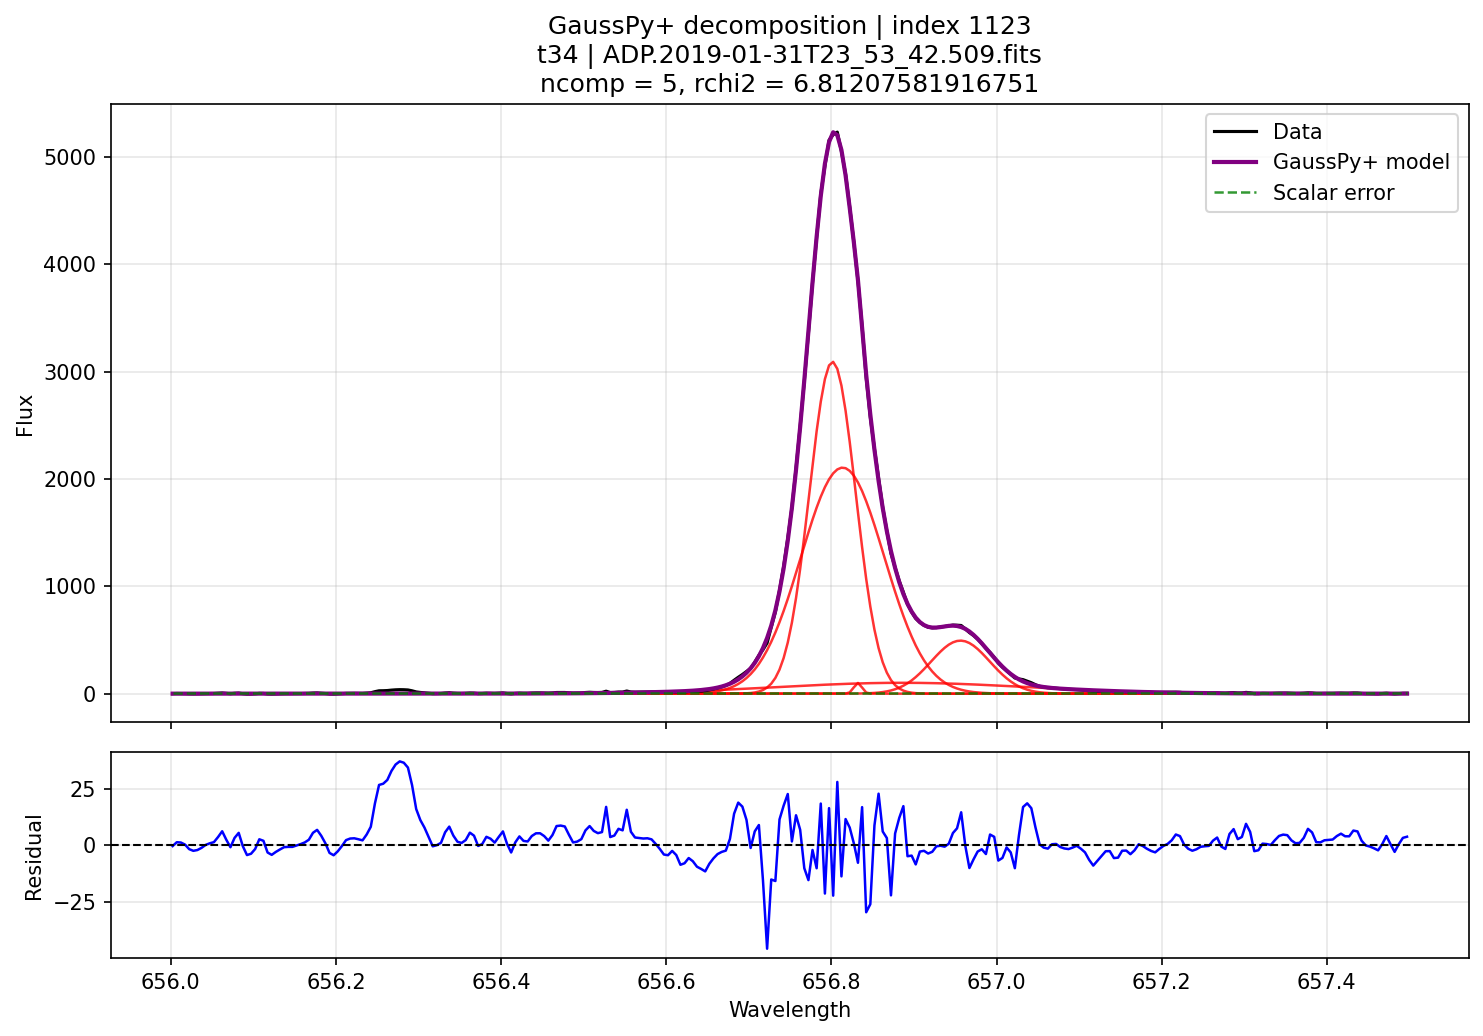 GaussPy+ decomposition | index 1123
t34 | ADP.2019-01-31T23_53_42.509.fits
ncomp = 5, rchi2 = 6.81207581916751
Data
GaussPy+ model
Scalar error
5000
4000
3000
2000
1000
0
Flux
25
0
−25
Residual
656.0 656.2 656.4 656.6 656.8 657.0 657.2 657.4
Wavelength